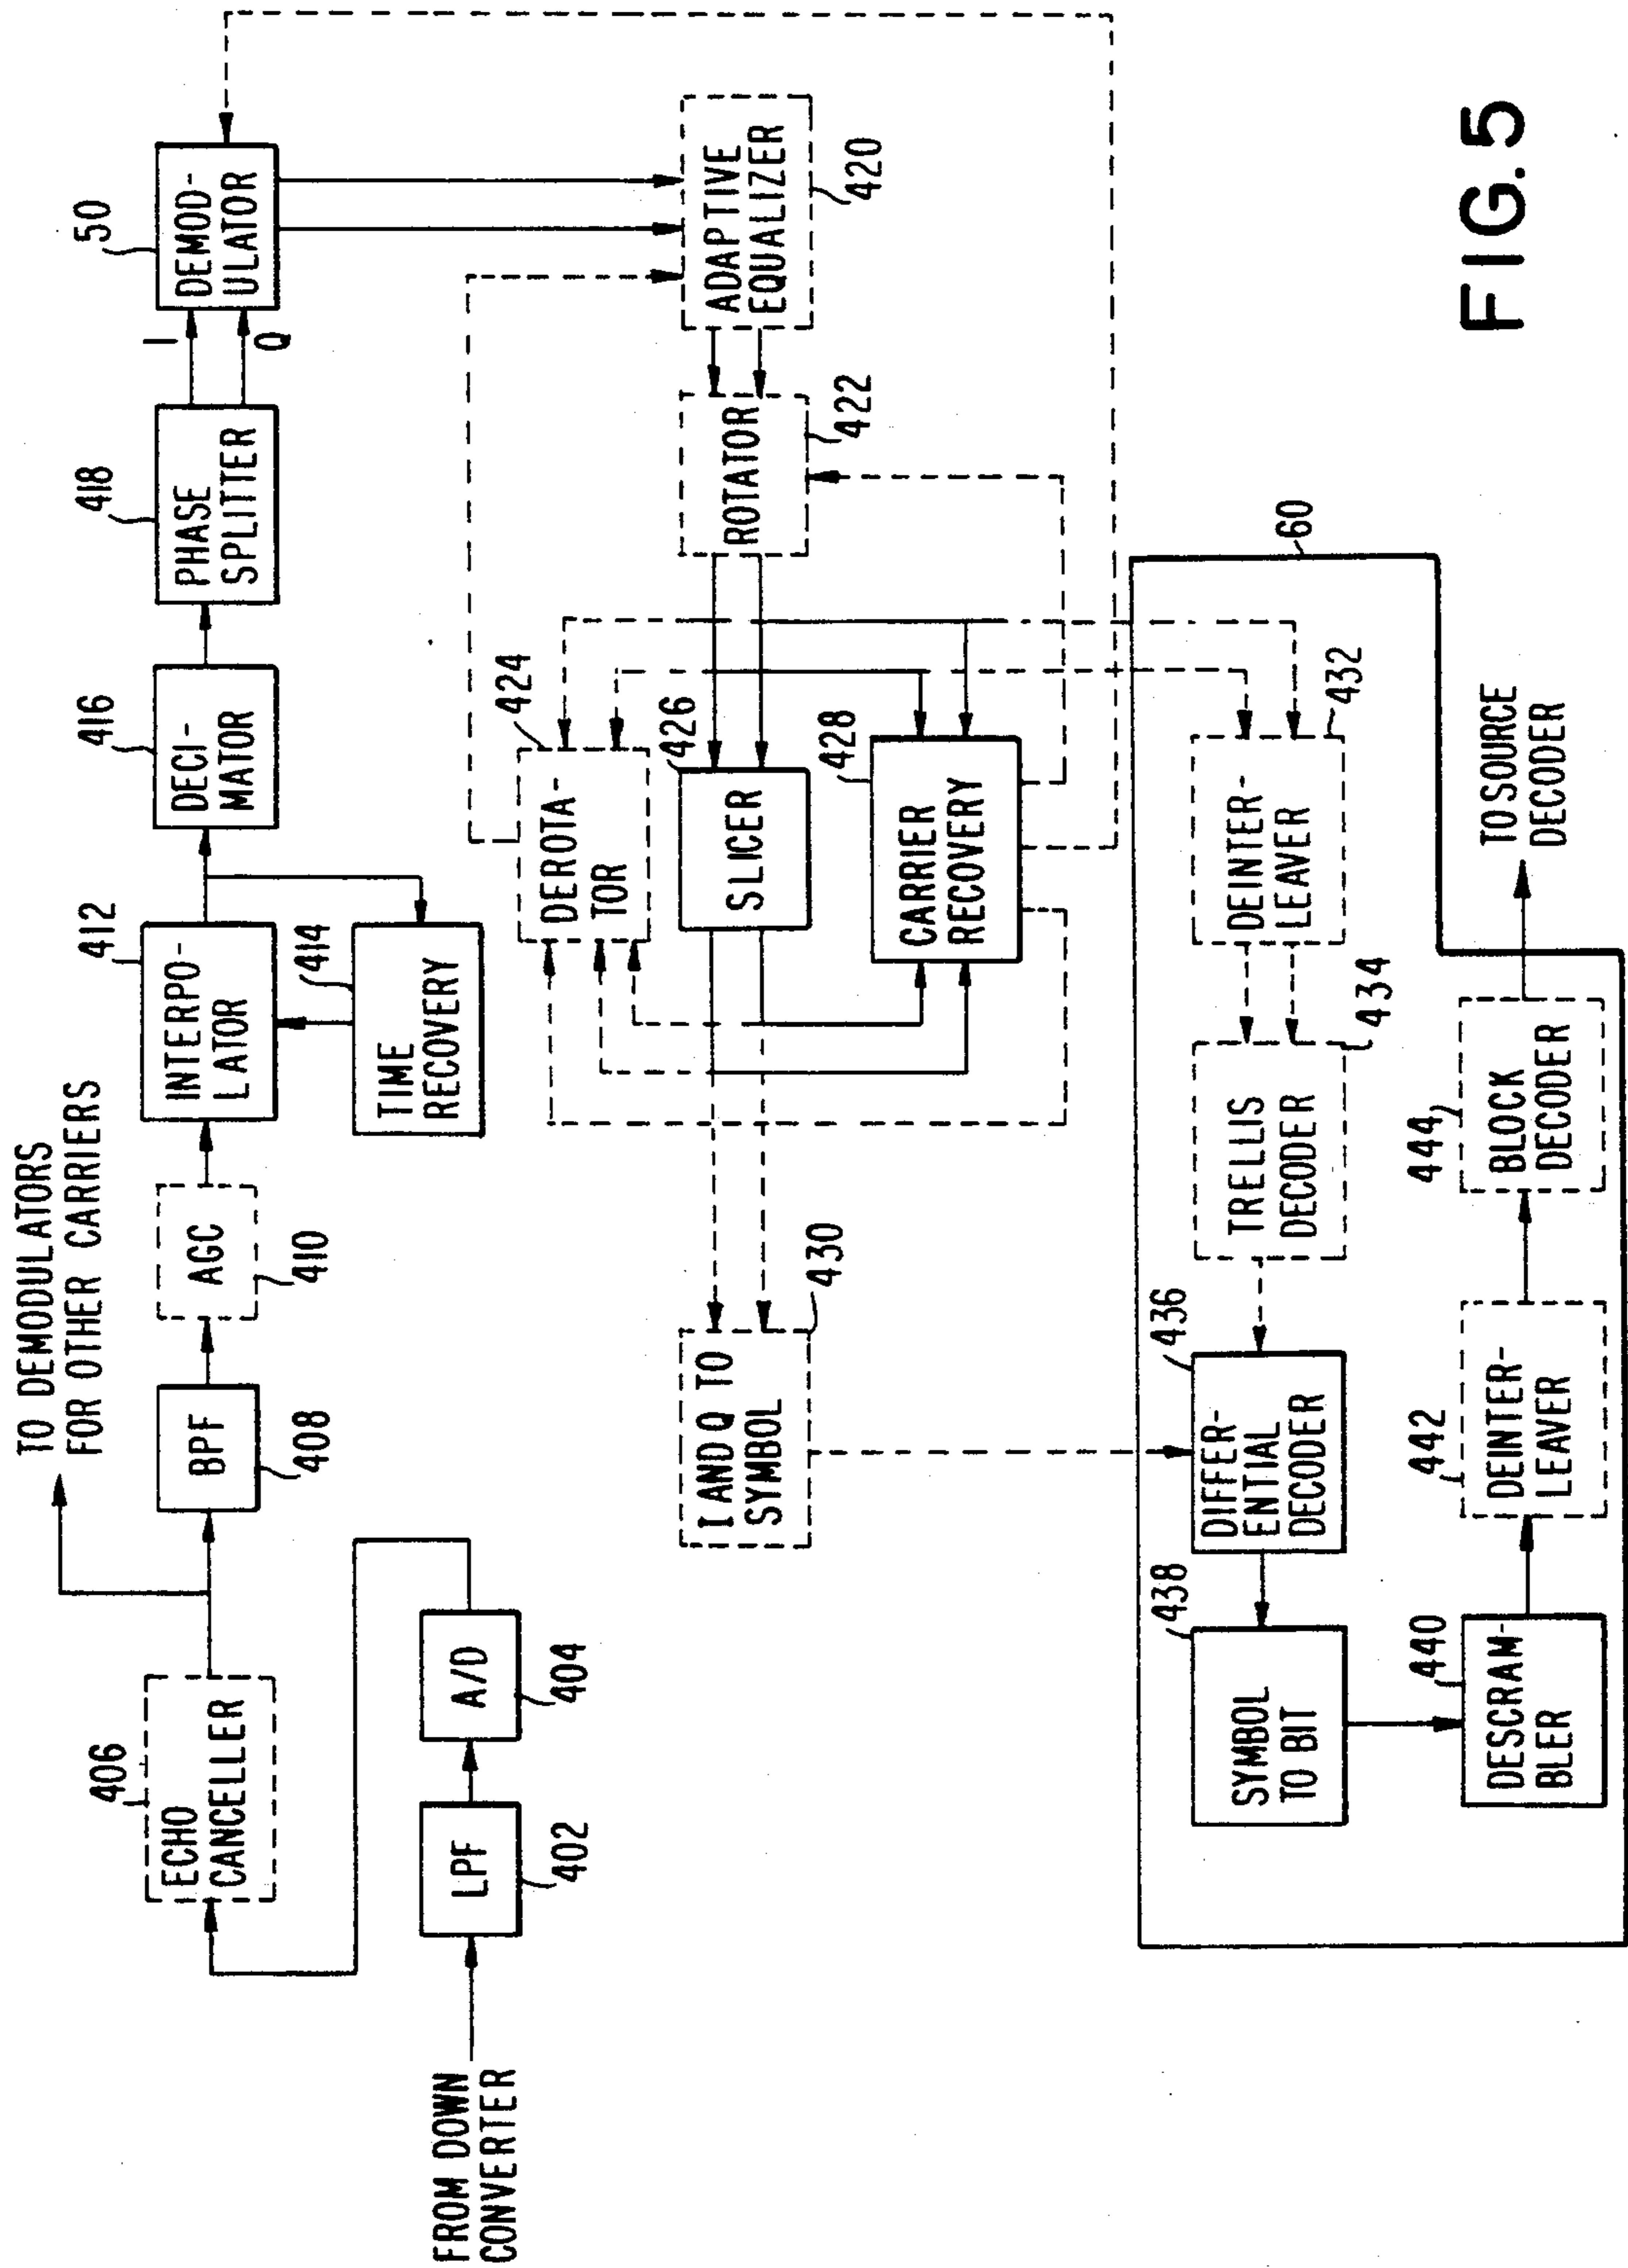 TO DEMODULATORS
FOR OTHER CARRIERS
406
ECHO
CANCELLER
BPF
408
AGC
410
412
INTERPO-
LATOR
414
TIME
RECOVERY
416
DECI-
MATOR
418
PHASE
SPLITTER
I
Q
50
DEMOD-
ULATOR
FROM DOWN
CONVERTER
LPF
402
A/D
404
424
DEROTA-
TOR
426
SLICER
428
CARRIER
RECOVERY
ROTATOR
422
ADAPTIVE
EQUALIZER
420
I AND Q TO
SYMBOL
430
60
438
SYMBOL
TO BIT
436
DIFFER-
ENTIAL
DECODER
TRELLIS
DECODER
434
DEINTER-
LEAVER
432
440
DESCRAM-
BLER
442
DEINTER-
LEAVER
444
BLOCK
DECODER
TO SOURCE
DECODER
FIG.5